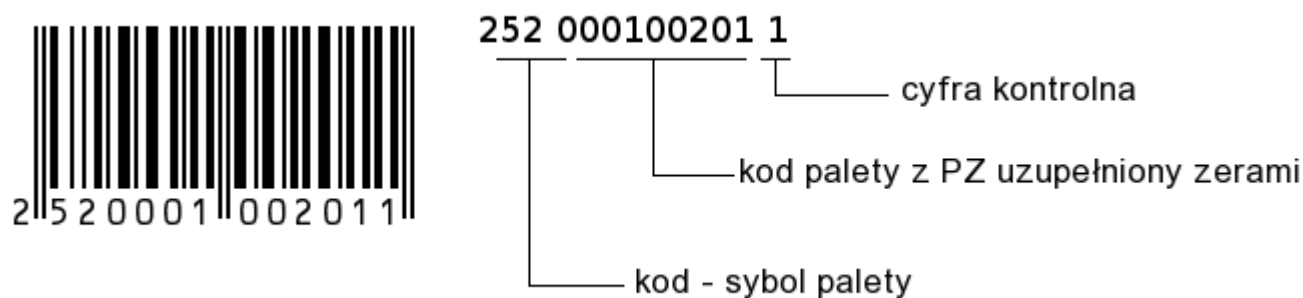 252 000100201 1
cyfra kontrolna
kod palety z PZ uzupełniony zerami
2 520001 002011
kod - sybol palety